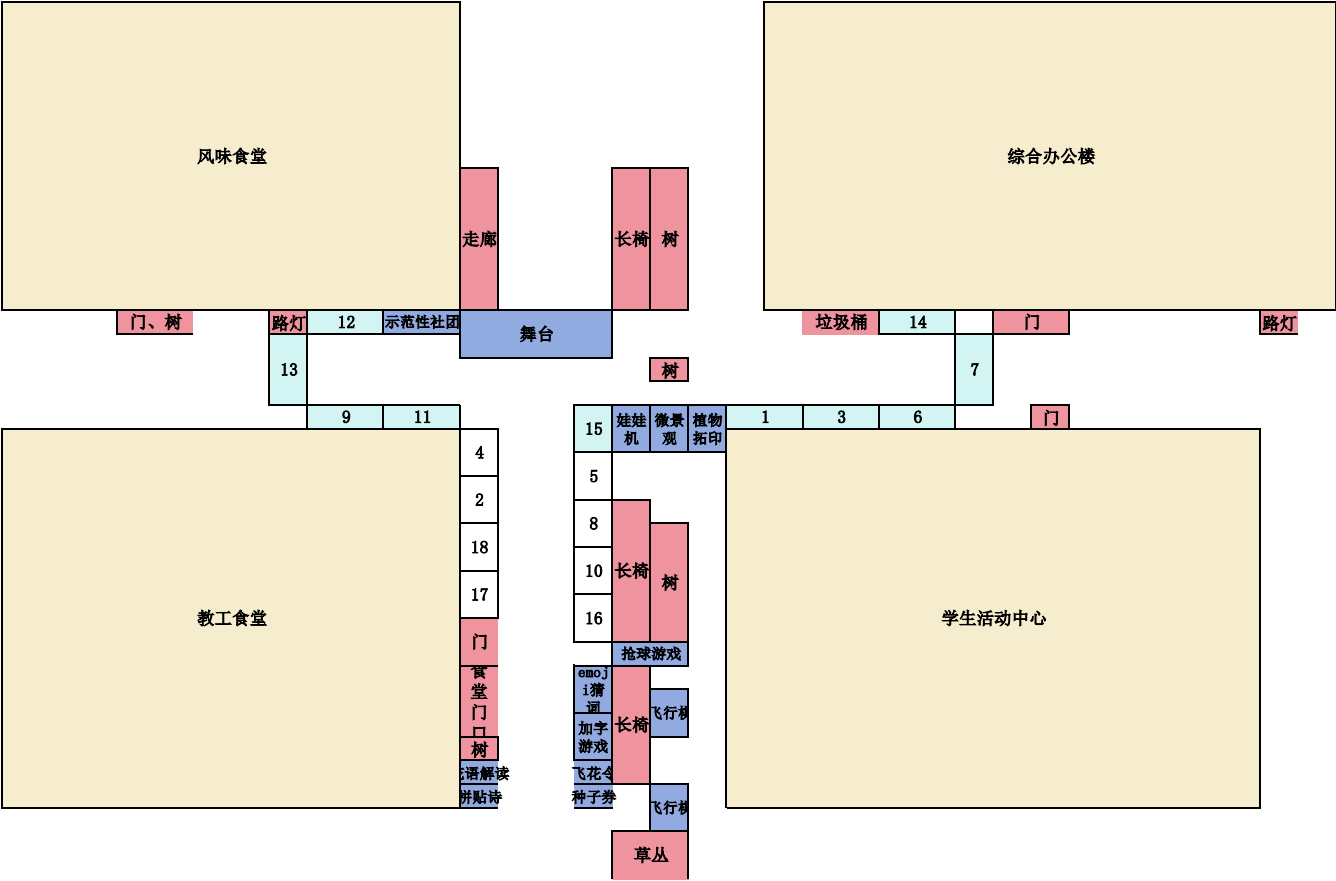 风味食堂
综合办公楼
走廊
长椅
树
门、树
路灯
12
示范性社团
舞台
垃圾桶
14
门
路灯
13
树
7
9
11
15
娃娃
机
微景
观
植物
拓印
1
3
6
门
4
5
2
8
18
10
长椅
树
17
16
教工食堂
学生活动中心
门
抢球游戏
食
堂
门
口
emoj
i猜
词
长椅
飞行棋
加字
游戏
树
语解读
飞花令
拼贴诗
种子券
飞行棋
草丛